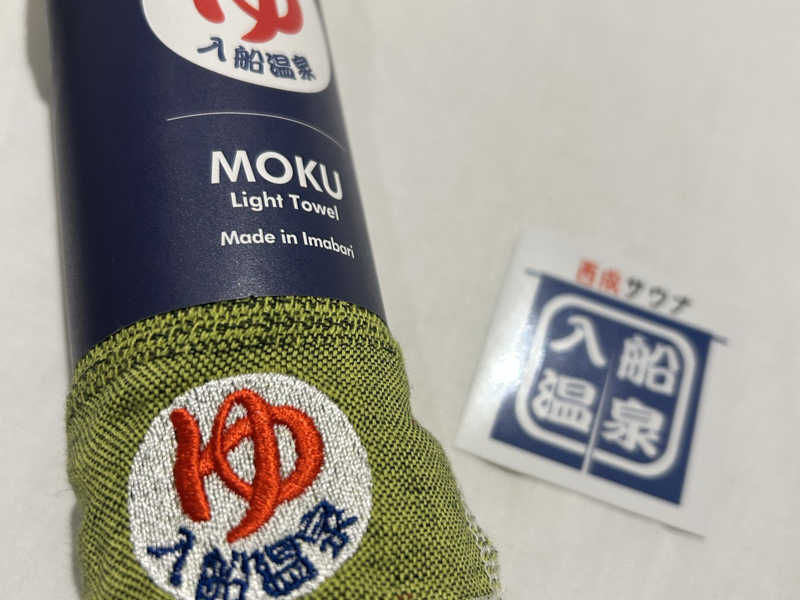 ゆ
入船温泉
MOKU
Light Towel
Made in Imabari
ゆ
入船温泉
西成サウナ
入船
温泉